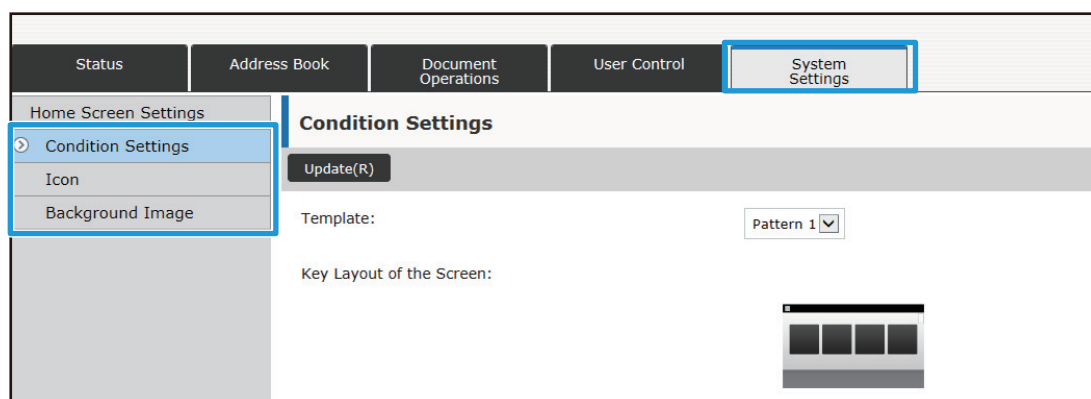 Status
Address Book
Document
Operations
User Control
System
Settings
Home Screen Settings
Condition Settings
Icon
Background Image
Condition Settings
Update(R)
Template:
Pattern 1
Key Layout of the Screen: